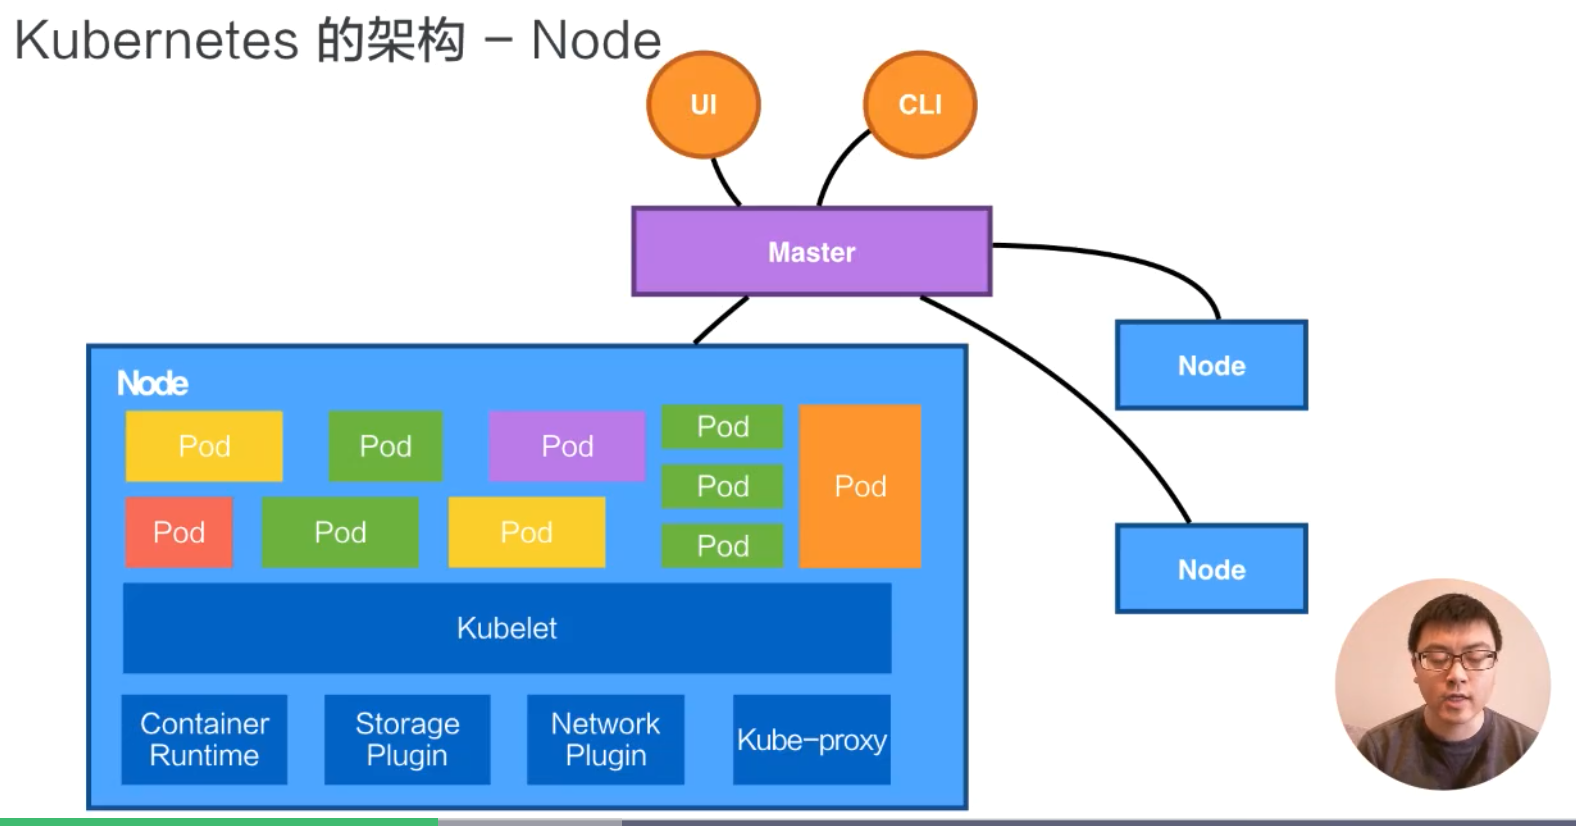 Kubernetes 的架构 – Node
UI
CLI
Master
Node
Node
Node
Pod
Pod
Pod
Pod
Pod
Pod
Pod
Pod
Pod
Pod
Kubelet
Container
Runtime
Storage
Plugin
Network
Plugin
Kube-proxy